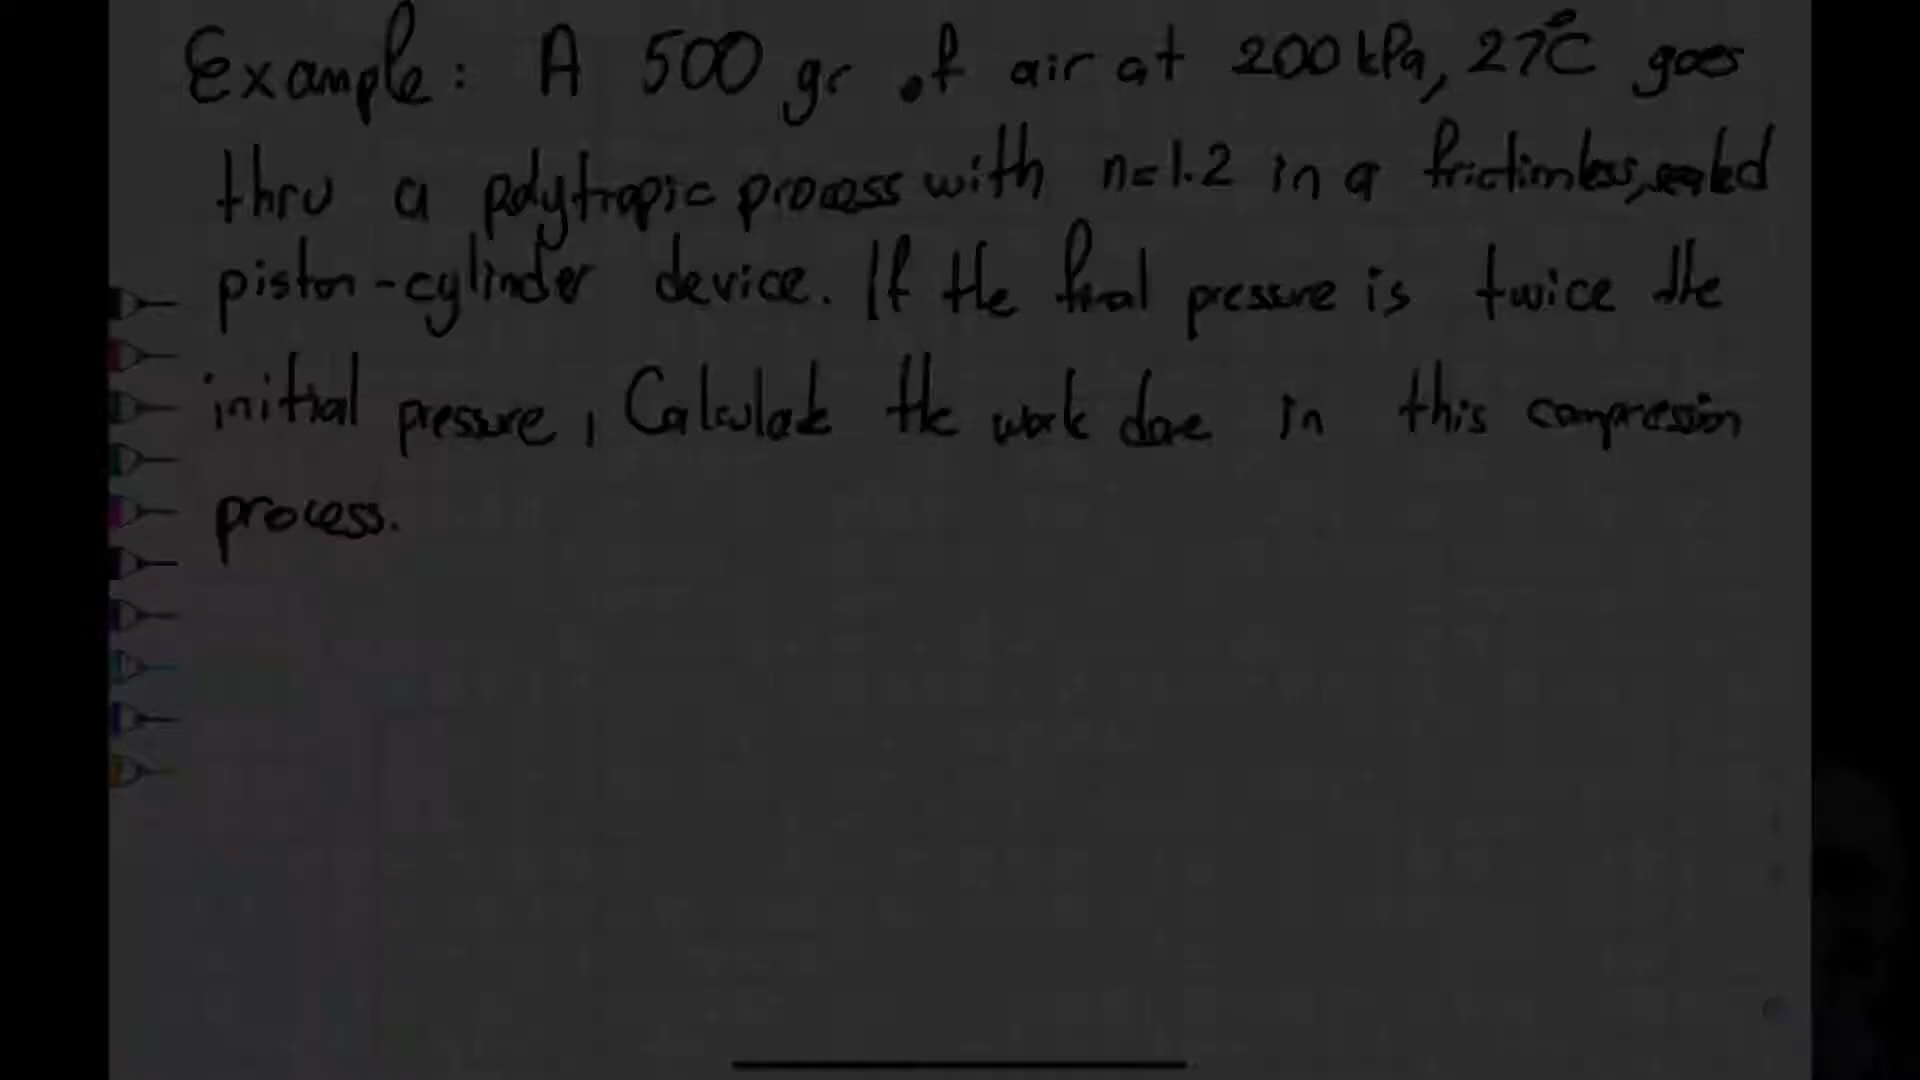 Example: A 500 gr of air at 200 kPa, 27°C goes
thru a polytropic process with n=1.2 in a frictionless, sealed
piston-cylinder device. If the final pressure is twice the
initial pressure, Calculate the work done in this compression
process.